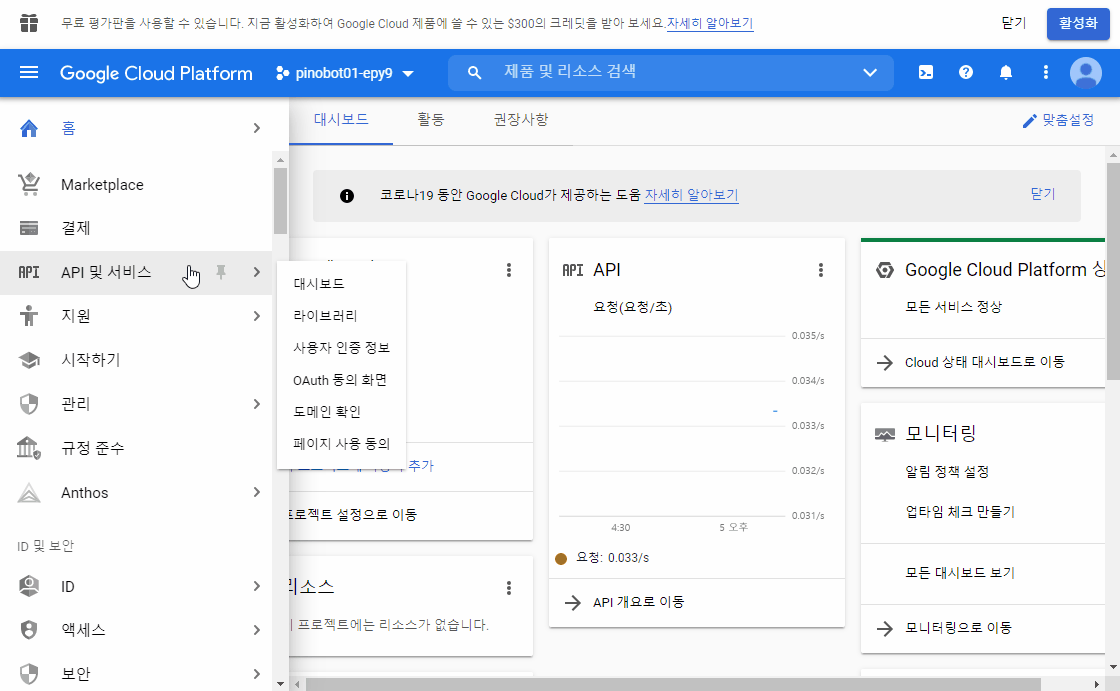 무료 평가판을 사용할 수 있습니다. 지금 활성화하여 Google Cloud 제품에 쓸 수 있는 $300의 크레딧을 받아 보세요.자세히 알아보기
닫기
활성화
Google Cloud Platform
pinobot01-epy9
제품 및 리소스 검색
홈
Marketplace
결제
API API 및 서비스
지원
시작하기
관리
규정 준수
Anthos
ID 및 보안
ID
액세스
보안
대시보드
라이브러리
사용자 인증 정보
OAuth 동의 화면
도메인 확인
페이지 사용 동의
대시보드
활동
권장사항
맞춤설정
코로나19 동안 Google Cloud가 제공하는 도움 자세히 알아보기
닫기
추가
프로젝트 설정으로 이동
리소스
프로젝트에는 리소스가 없습니다.
API API
요청(요청/초)
0.035/s
0.034/s
0.033/s
0.032/s
0.031/s
4:30
5 오후
요청: 0.033/s
API 개요로 이동
Google Cloud Platform 상
모든 서비스 정상
Cloud 상태 대시보드로 이동
모니터링
알림 정책 설정
업타임 체크 만들기
모든 대시보드 보기
모니터링으로 이동